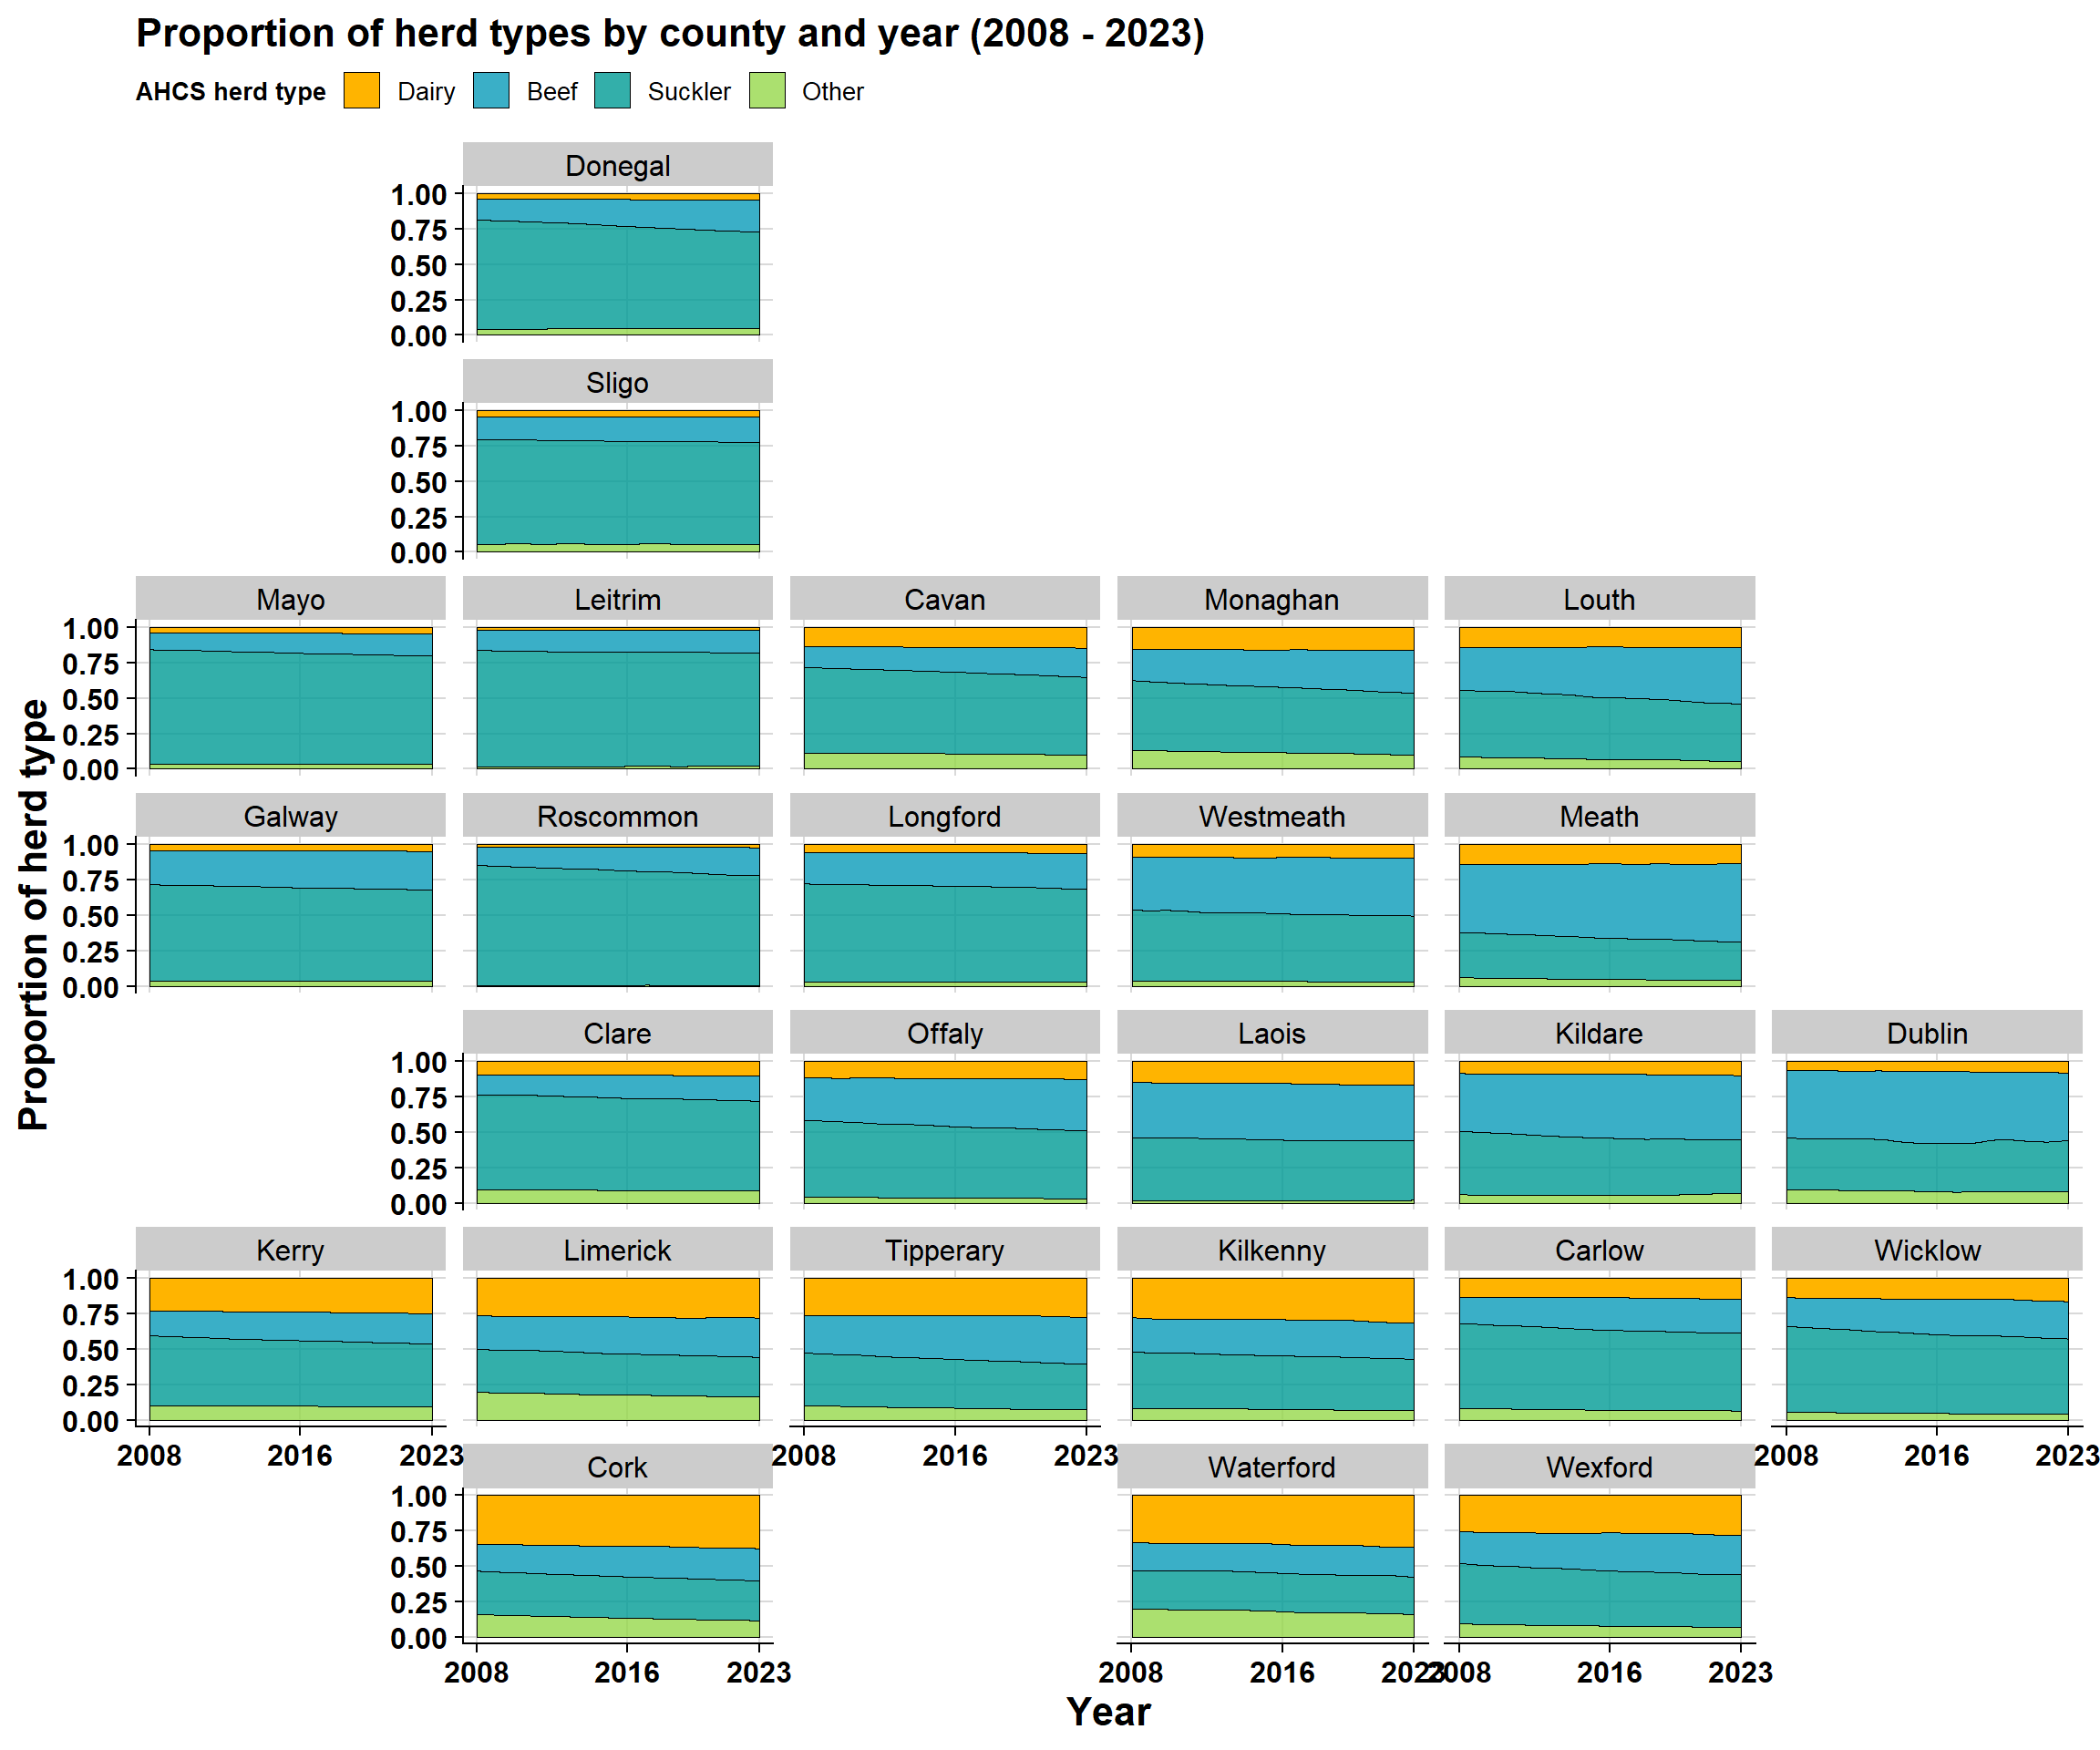 Proportion of herd types by county and year (2008 - 2023)
AHCS herd type Dairy Beef Suckler Other
Donegal
1.00
0.75
0.50
0.25
0.00
Sligo
1.00
0.75
0.50
0.25
0.00
Mayo Leitrim Cavan Monaghan Louth
1.00
0.75
0.50
0.25
0.00
Galway Roscommon Longford Westmeath Meath
1.00
0.75
0.50
0.25
0.00
Clare Offaly Laois Kildare Dublin
1.00
0.75
0.50
0.25
0.00
Kerry Limerick Tipperary Kilkenny Carlow Wicklow
1.00
0.75
0.50
0.25
0.00
2008 2016 2023 2008 2016 2023 2008 2016 2023
Cork Waterford Wexford
1.00
0.75
0.50
0.25
0.00
2008 2016 2023 2008 2016 2023 2008 2016 2023
Year
Proportion of herd type